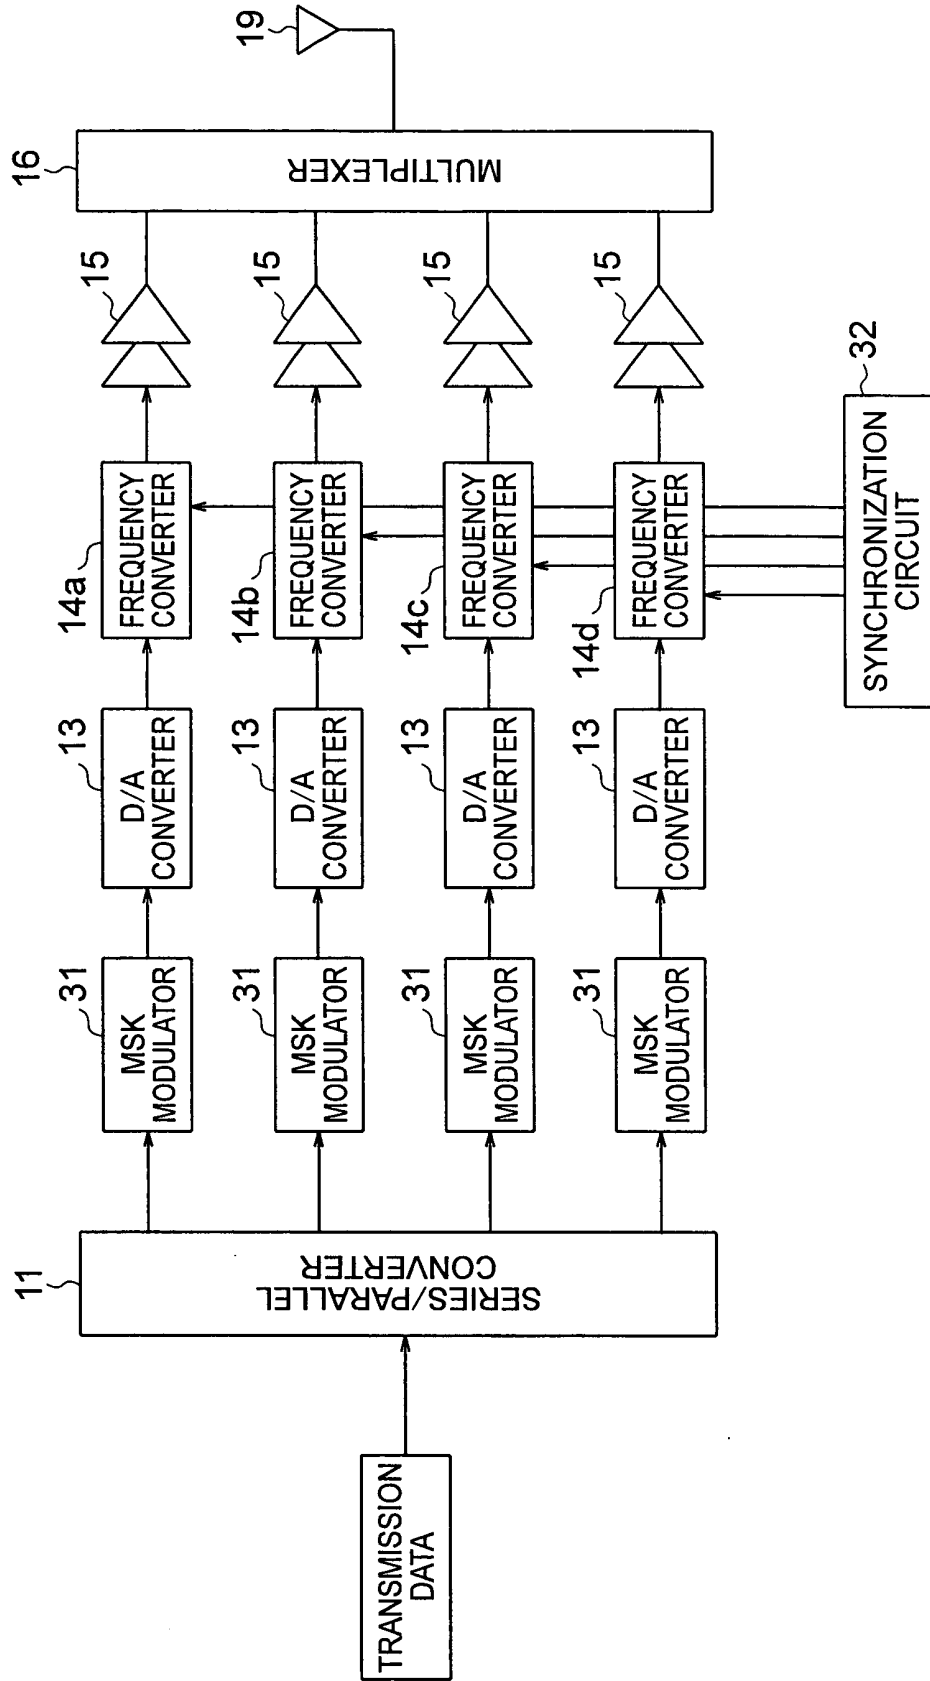 TRANSMISSION
DATA
11
SERIES/PARALLEL
CONVERTER
31
MSK
MODULATOR
13
D/A
CONVERTER
14a
FREQUENCY
CONVERTER
15
31
MSK
MODULATOR
13
D/A
CONVERTER
14b
FREQUENCY
CONVERTER
15
31
MSK
MODULATOR
13
D/A
CONVERTER
14c
FREQUENCY
CONVERTER
15
31
MSK
MODULATOR
13
D/A
CONVERTER
14d
FREQUENCY
CONVERTER
15
16
MULTIPLEXER
19
32
SYNCHRONIZATION
CIRCUIT